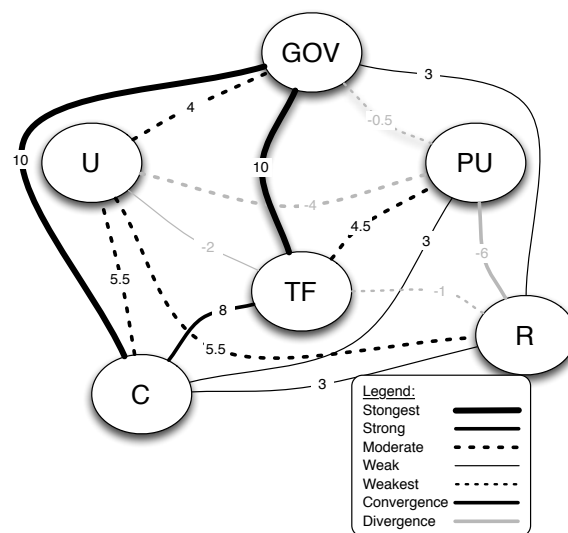 GOV
3
4
-0.5
10
U
10
PU
-4
4.5
-2
3
5.5
-6
TF
-1
8
R
5.5
C
3
Legend:
Stongest
Strong
Moderate
Weak
Weakest
Convergence
Divergence